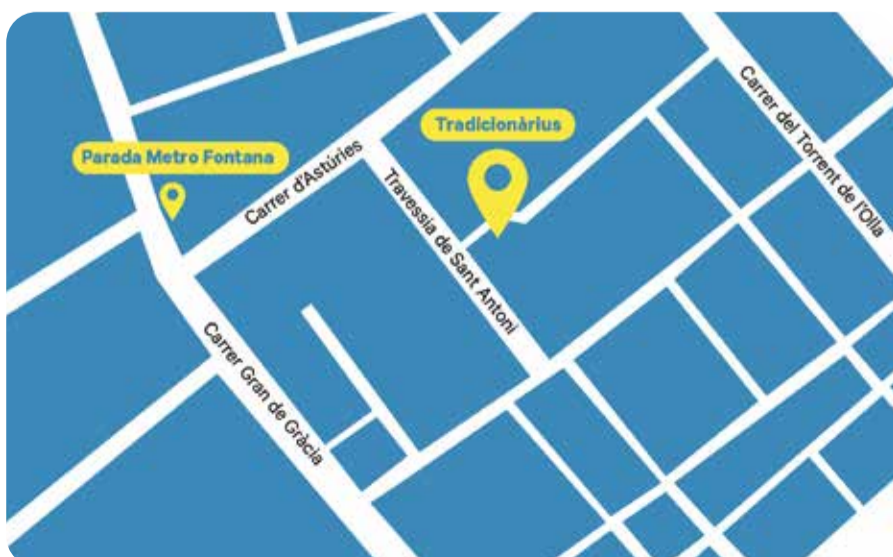 Tradicionàrius
Parada Metro Fontana
Carrer d'Astúries
Travessia de Sant Antoni
Carrer del Torrent de l'Olla
Carrer Gran de Gràcia